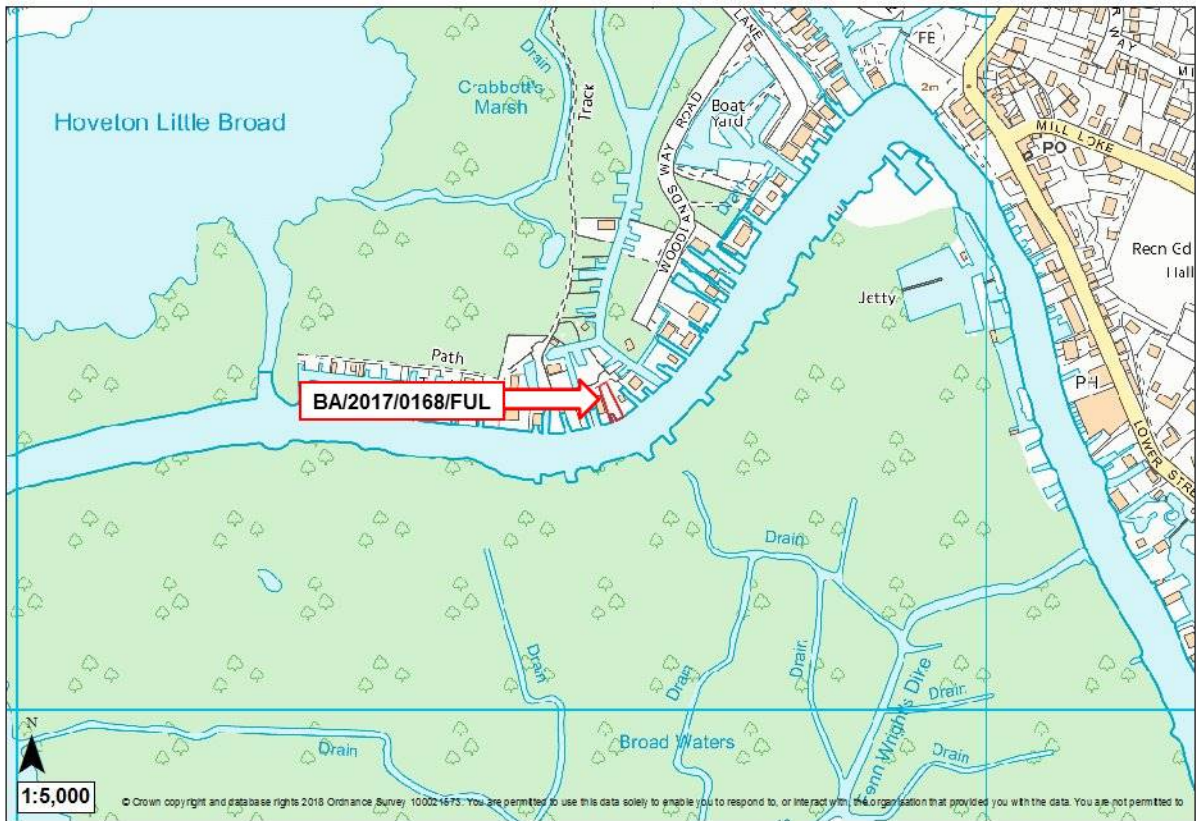 LANE
FB
Drain
Crabbett's
Marsh
Track
Boat
Yard
2m
Hoveton Little Broad
WOODLANDS WAY ROAD
Drain
MILL LOKE
PO
Recn Gd
Hall
Jetty
Path
BA/2017/0168/FUL
PH
LOWER STRE
Drain
Drain
Drain
Drain
Fenn Wright's Dike
Drain
Broad Waters
Drain
Drain
N
1:5,000
© Crown copyright and database rights 2018 Ordnance Survey 100021573. You are permitted to use this data solely to enable you to respond to, or interact with, the organisation that provided you with the data. You are not permitted to